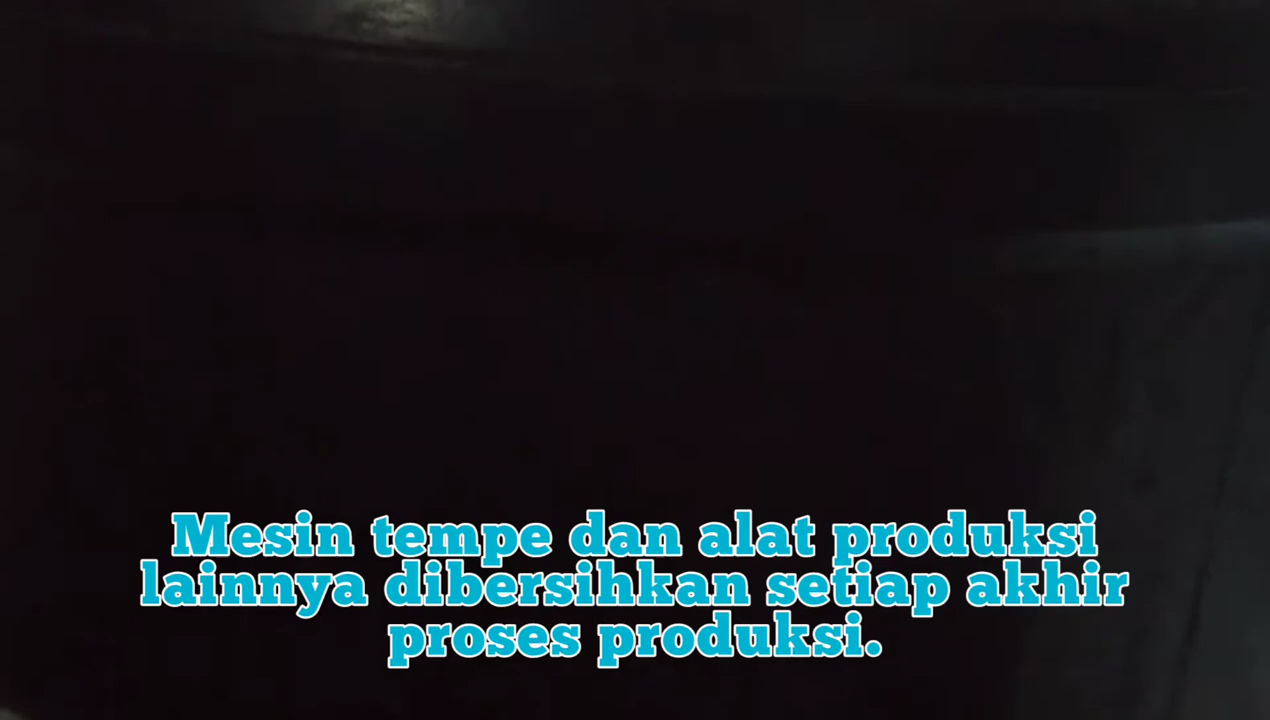 Mesin tempe dan alat produksi
lainnya dibersihkan setiap akhir
proses produksi.